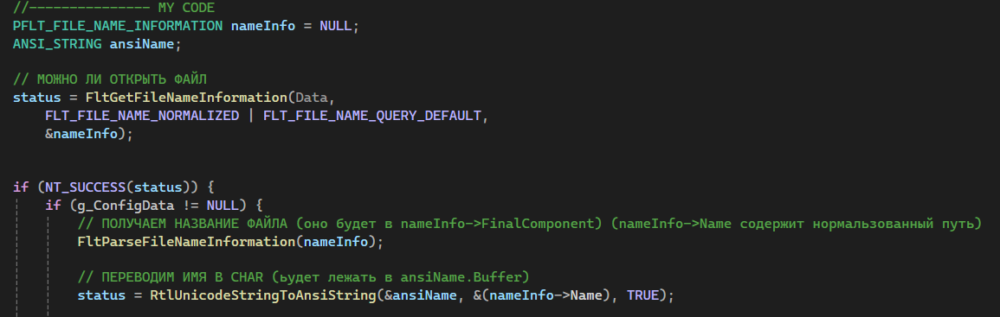 //--------------- MY CODE
PFLT_FILE_NAME_INFORMATION nameInfo = NULL;
ANSI_STRING ansiName;
// МОЖНО ЛИ ОТКРЫТЬ ФАЙЛ
status = FltGetFileNameInformation(Data,
FLT_FILE_NAME_NORMALIZED | FLT_FILE_NAME_QUERY_DEFAULT,
&nameInfo);
if (NT_SUCCESS(status)) {
if (g_ConfigData != NULL) {
// ПОЛУЧАЕМ НАЗВАНИЕ ФАЙЛА (оно будет в nameInfo->FinalComponent) (nameInfo->Name содержит нормальзованный путь)
FltParseFileNameInformation(nameInfo);
// ПЕРЕВОДИМ ИМЯ В CHAR (ьудет лежать в ansiName.Buffer)
status = RtlUnicodeStringToAnsiString(&ansiName, &(nameInfo->Name), TRUE);